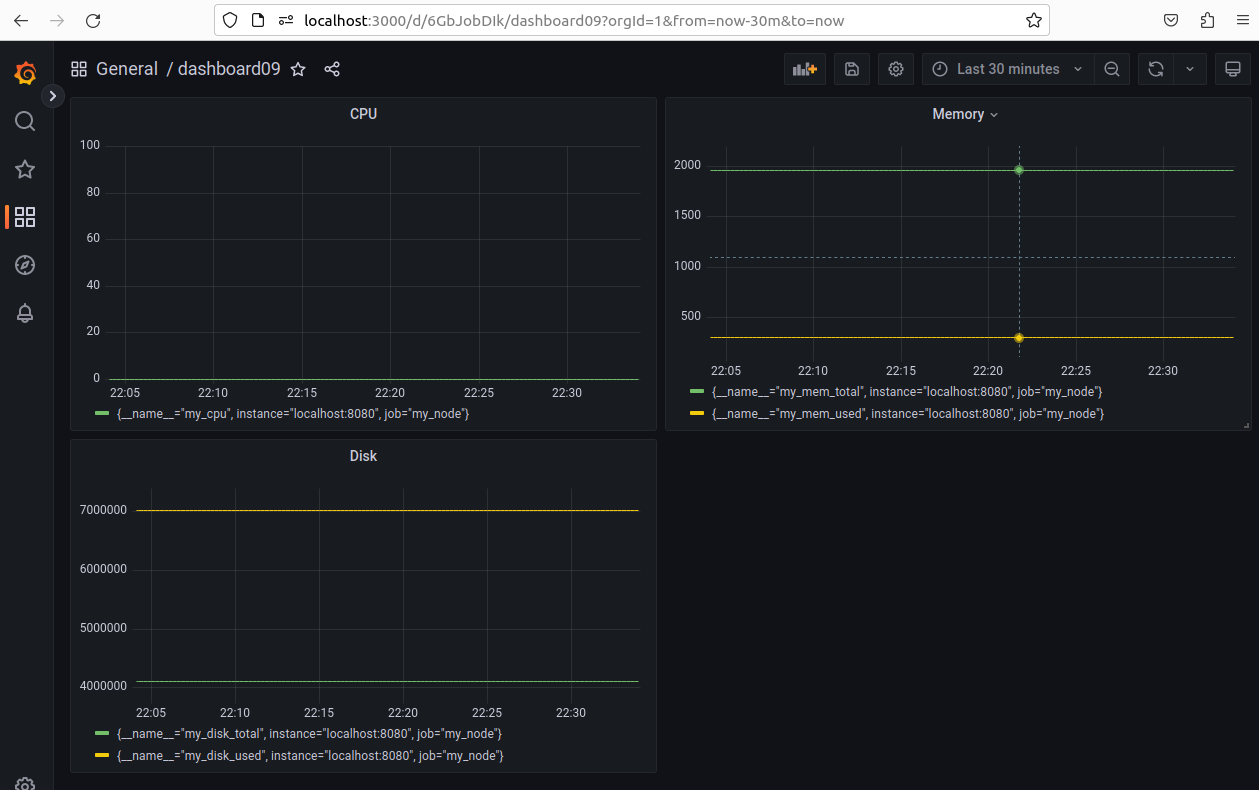 localhost:3000/d/6GbJobDIk/dashboard09?orgId=1&from=now-30m&to=now
General / dashboard09
Last 30 minutes
CPU
100
80
60
40
20
0
22:05 22:10 22:15 22:20 22:25 22:30
{__name__="my_cpu", instance="localhost:8080", job="my_node"}
Memory
2000
1500
1000
500
22:05 22:10 22:15 22:20 22:25 22:30
{__name__="my_mem_total", instance="localhost:8080", job="my_node"}
{__name__="my_mem_used", instance="localhost:8080", job="my_node"}
Disk
7000000
6000000
5000000
4000000
22:05 22:10 22:15 22:20 22:25 22:30
{__name__="my_disk_total", instance="localhost:8080", job="my_node"}
{__name__="my_disk_used", instance="localhost:8080", job="my_node"}